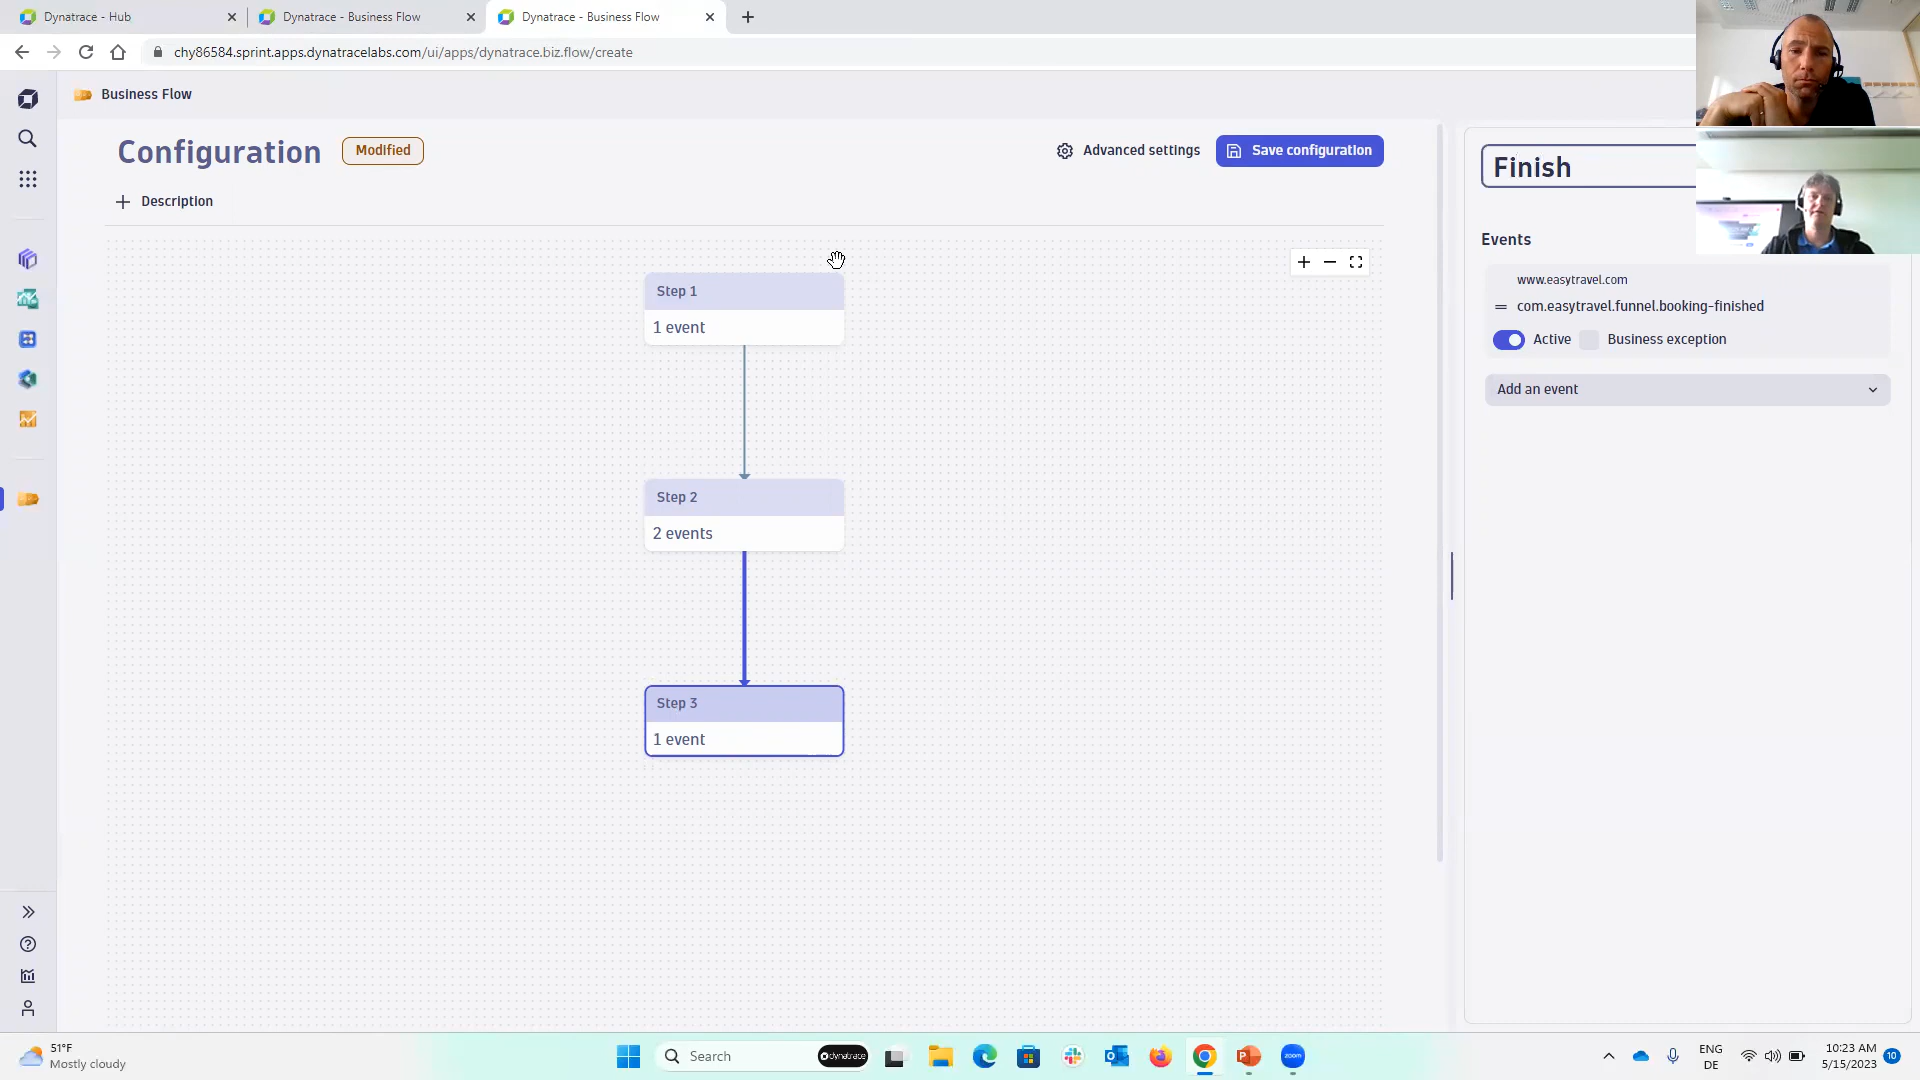 Dynatrace - Hub
Dynatrace - Business Flow
Dynatrace - Business Flow
chy86584.sprint.apps.dynatracelabs.com/ui/apps/dynatrace.biz.flow/create
Business Flow
Configuration
Modified
Advanced settings
Save configuration
Description
Finish
Events
www.easytravel.com
com.easytravel.funnel.booking-finished
Active
Business exception
Add an event
Step 1
1 event
Step 2
2 events
Step 3
1 event
51°F
Mostly cloudy
Search
dynatrace
zoom
ENG
DE
10:23 AM
5/15/2023
10